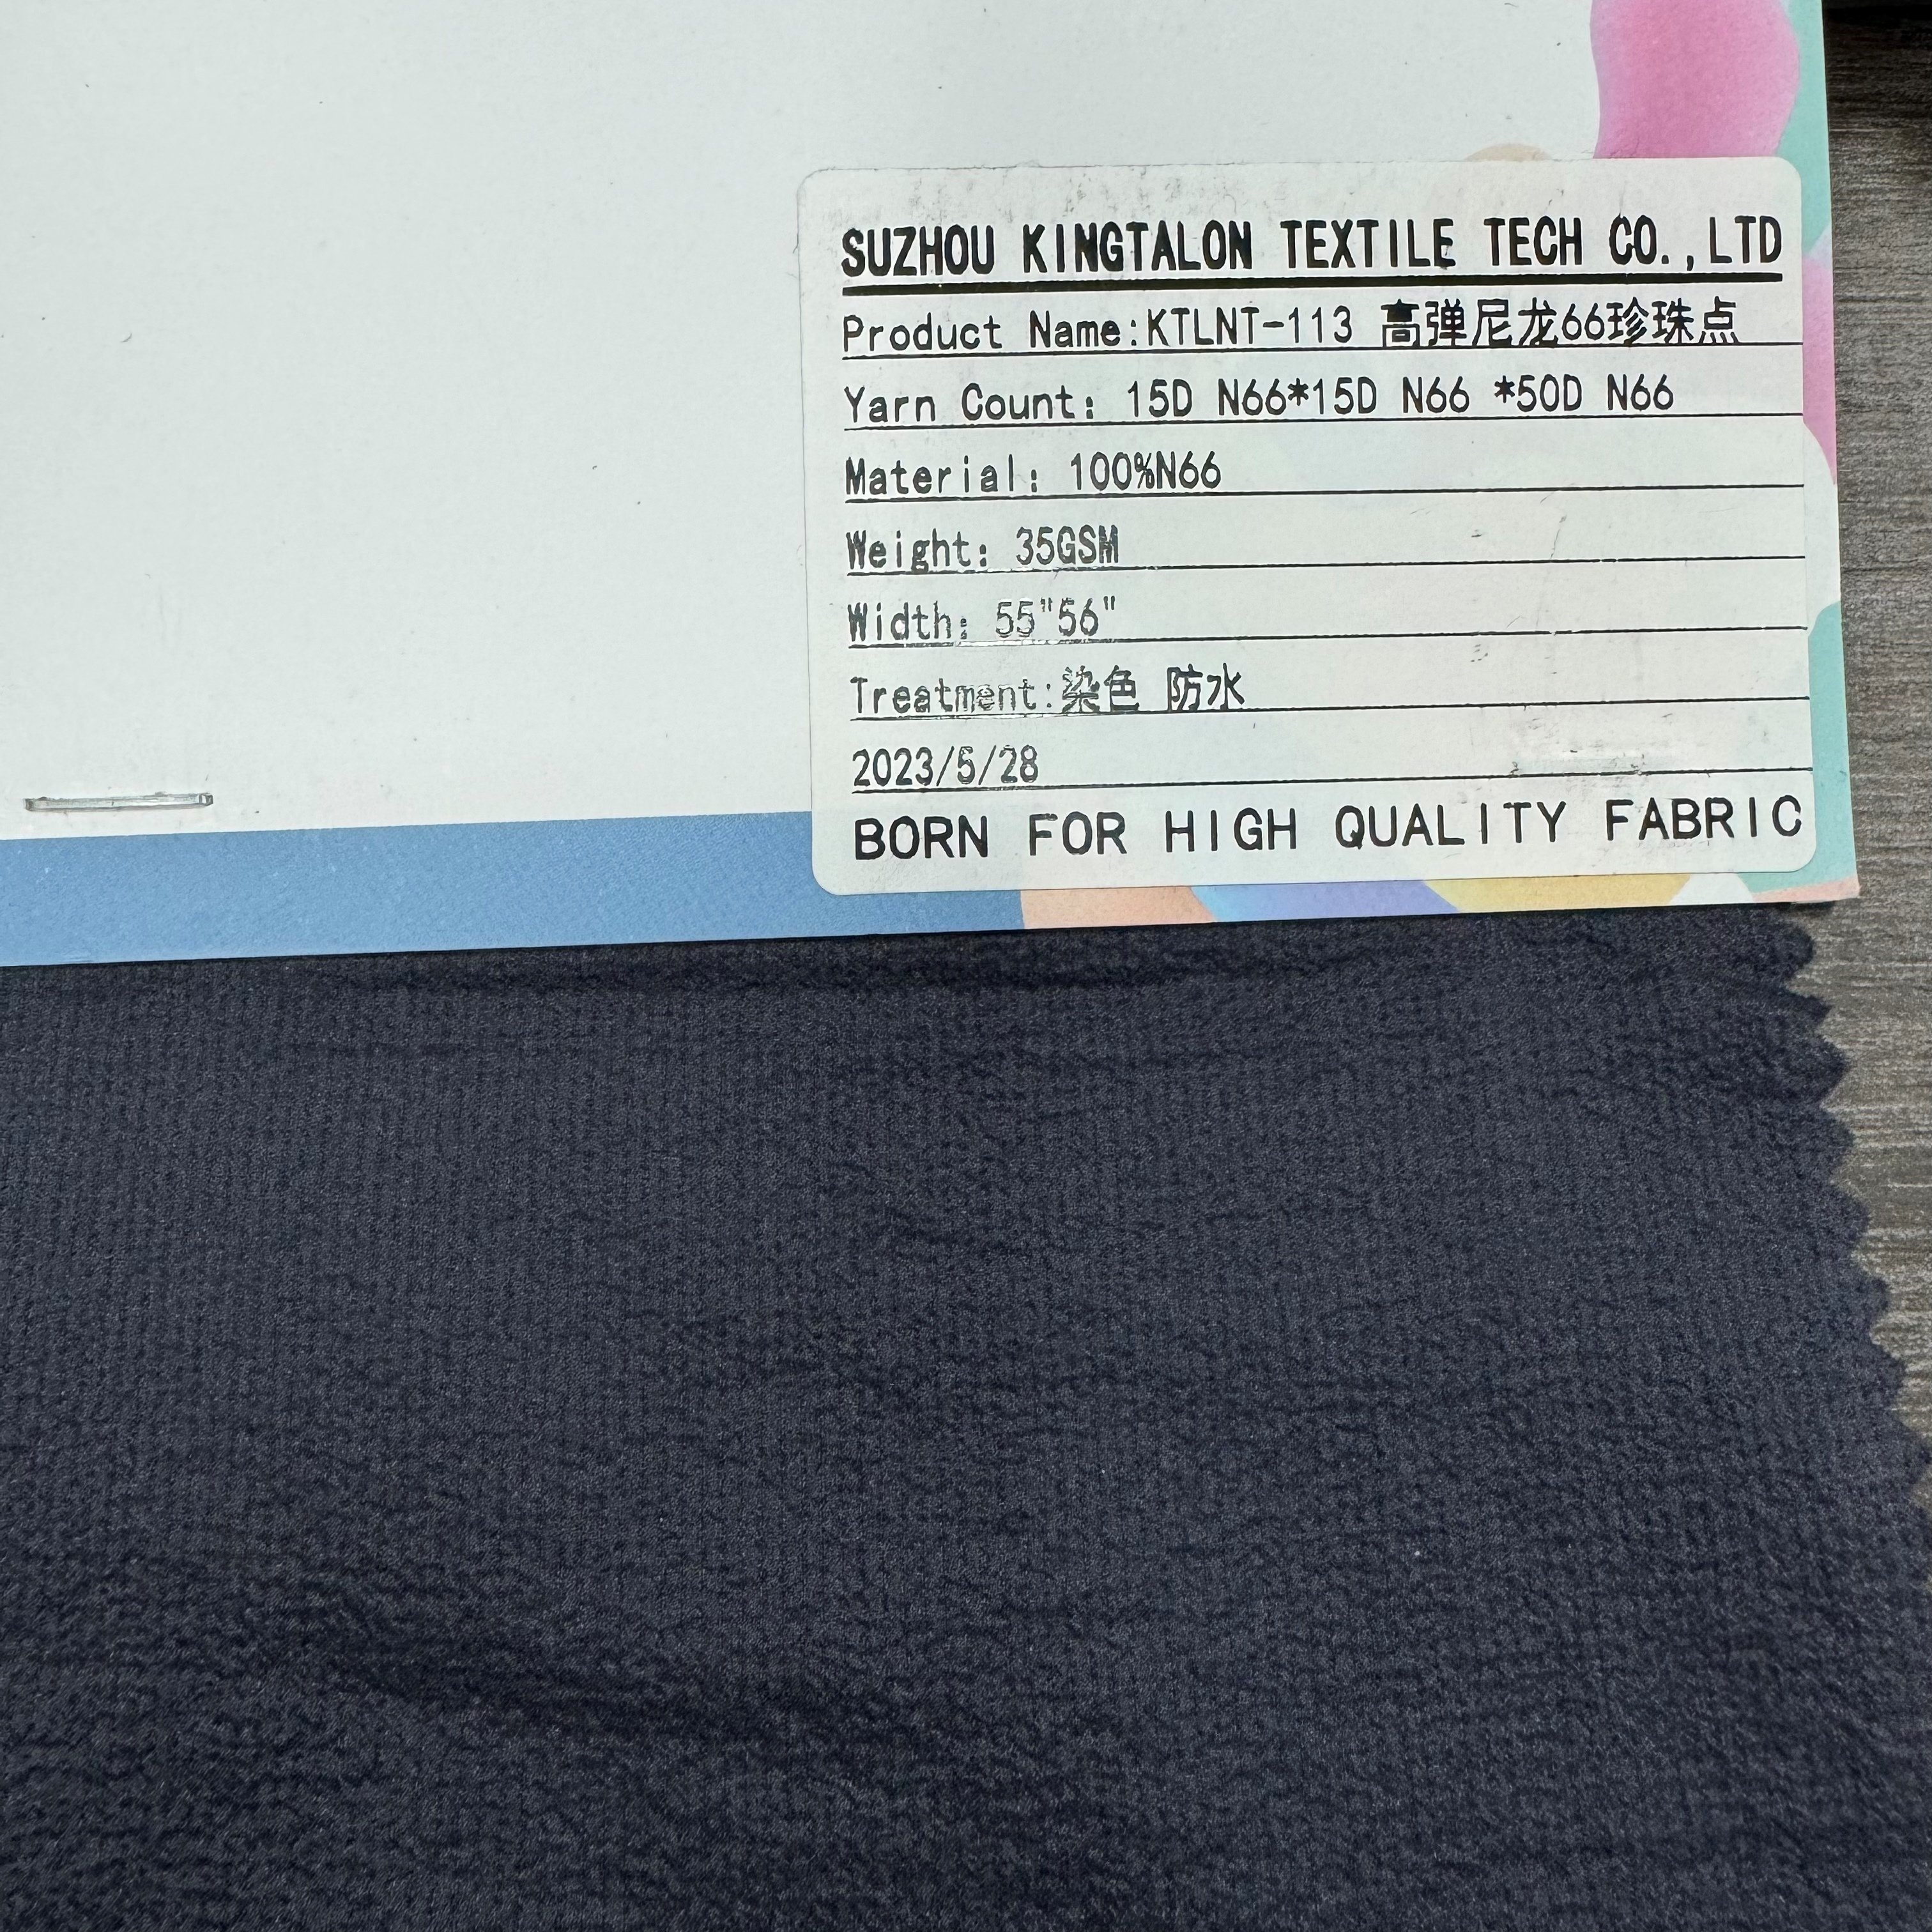 SUZHOU KINGTALON TEXTILE TECH CO.,LTD
Product Name:KTLNT-113 高弹尼龙66珍珠点
Yarn Count: 15D N66*15D N66 *50D N66
Material: 100%N66
Weight: 35GSM
Width: 55"56"
Treatment:染色 防水
2023/5/28
BORN FOR HIGH QUALITY FABRIC